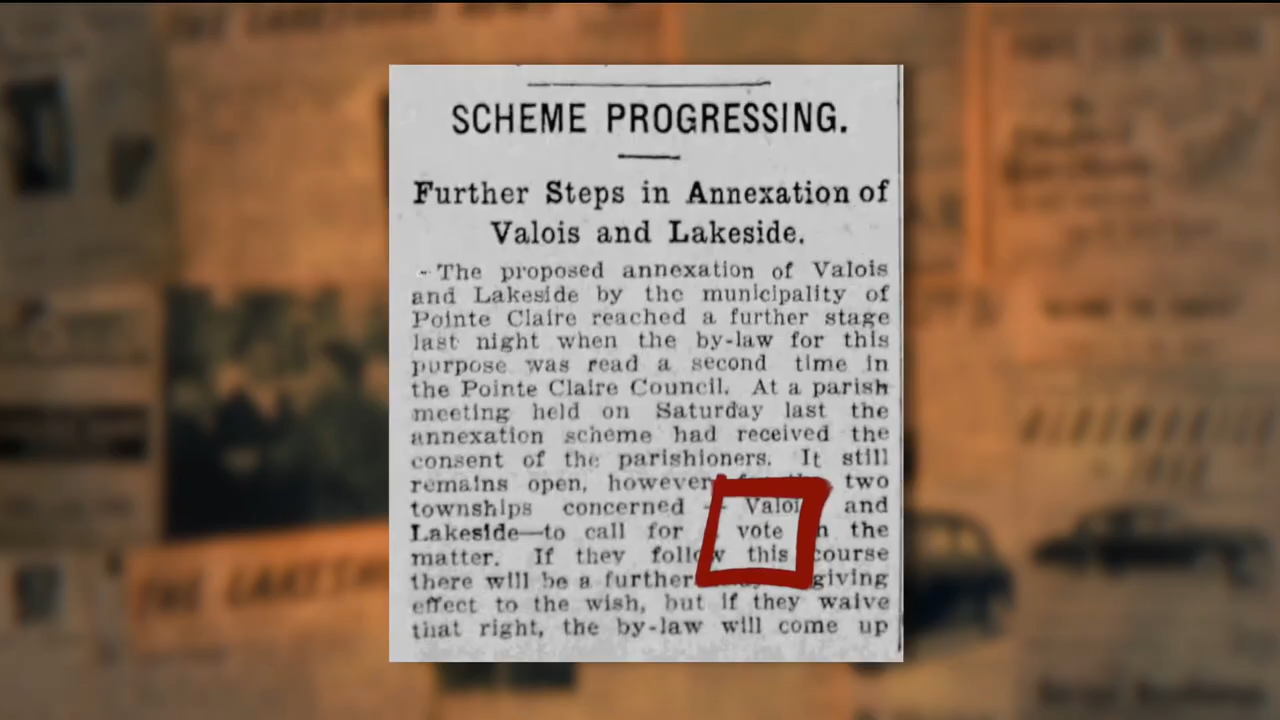 SCHEME PROGRESSING.
Further Steps in Annexation of
Valois and Lakeside.
The proposed annexation of Valois
and Lakeside by the municipality of
Pointe Claire reached a further stage
last night when the by-law for this
purpose was read a second time in
the Pointe Claire Council. At a parish
meeting held on Saturday last the
annexation scheme had received the
consent of the parishioners. It still
remains open, however two
townships concerned — Valois and
Lakeside—to call for vote the
matter. If they follow this course
there will be a further giving
effect to the wish, but if they waive
that right, the by-law will come up
THE LAKESHORE